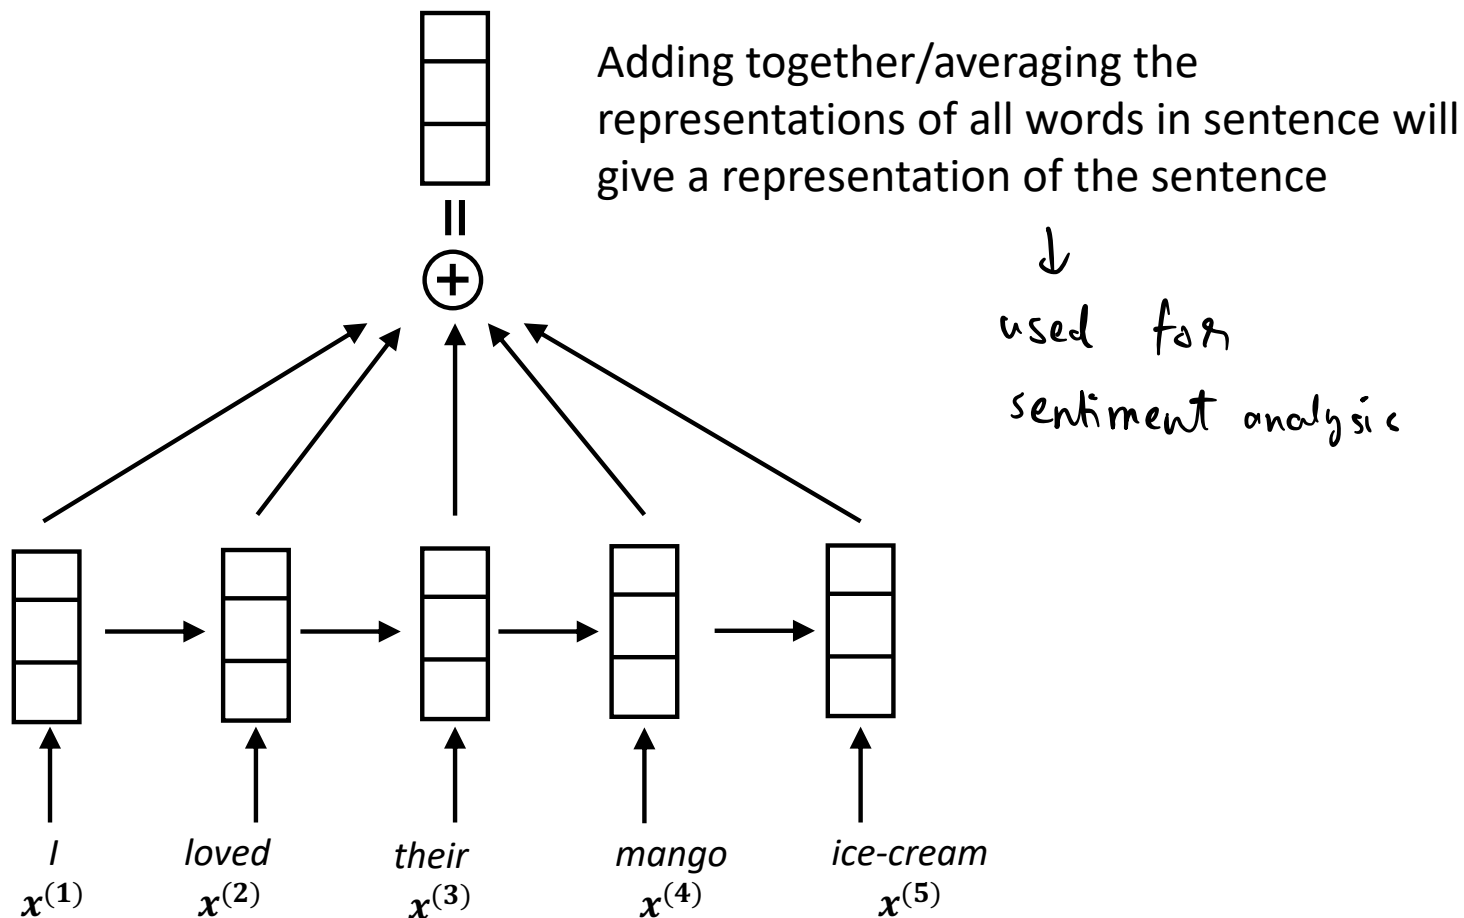 Adding together/averaging the
representations of all words in sentence will
give a representation of the sentence
used for
sentiment analysis
I loved their mango ice-cream
x^(1) x^(2) x^(3) x^(4) x^(5)